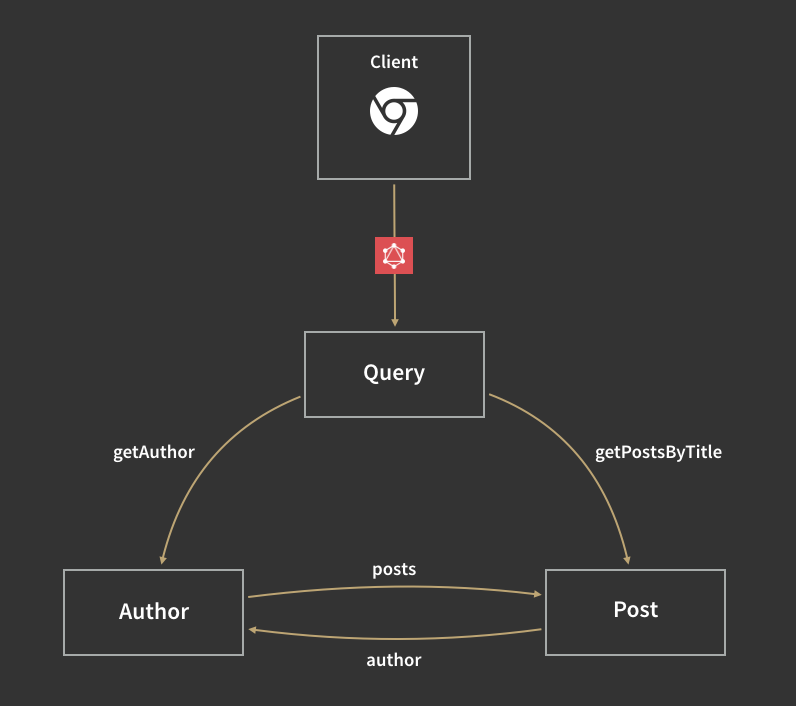 Client
Query
getAuthor
getPostsByTitle
posts
Author
Post
author